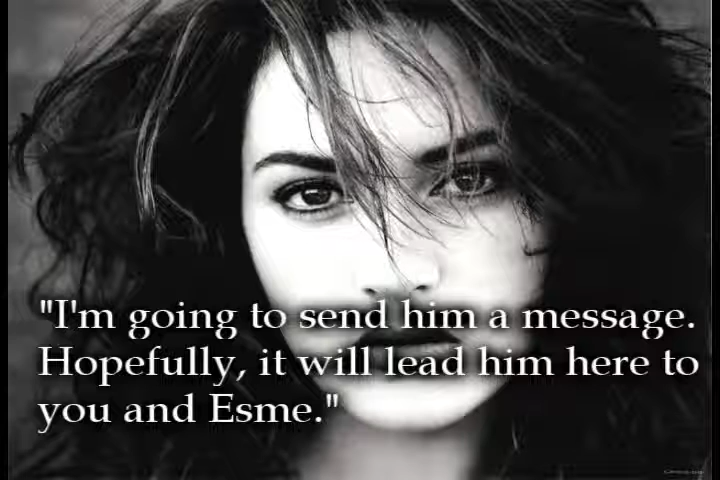 "I'm going to send him a message.
Hopefully, it will lead him here to
you and Esme."